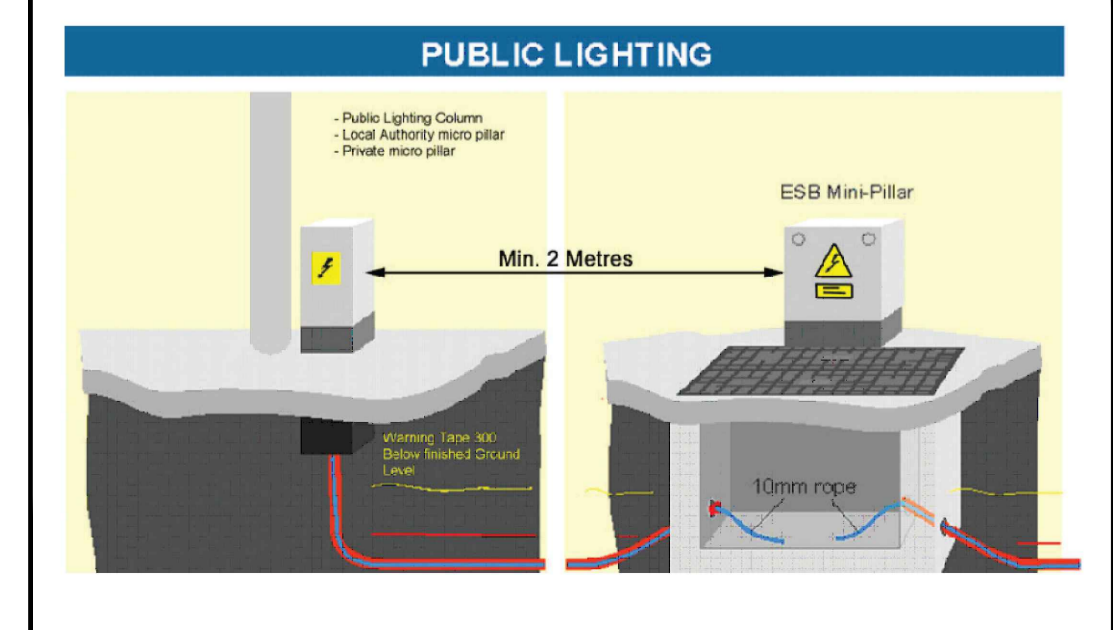 PUBLIC LIGHTING
- Public Lighting Column
- Local Authority micro pillar
- Private micro pillar
ESB Mini-Pillar
Min. 2 Metres
Warning Tape 300
Below finished Ground
Level
10mm rope